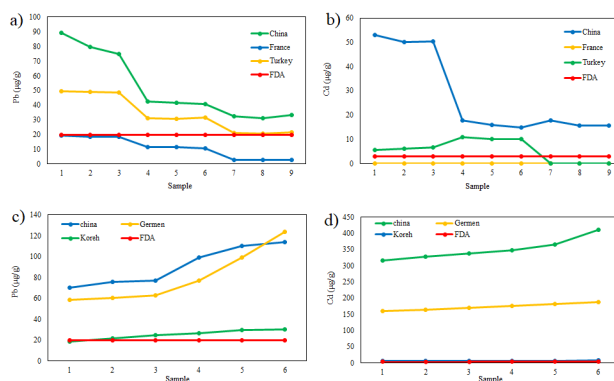 a)
Pb (µg/g)
100
90
80
70
60
50
40
30
20
10
0
China
France
Turkey
FDA
1 2 3 4 5 6 7 8 9
Sample
b)
Cd (µg/g)
60
50
40
30
20
10
0
China
France
Turkey
FDA
1 2 3 4 5 6 7 8 9
Sample
c)
Pb (µg/g)
140
120
100
80
60
40
20
0
china Germen
Koreh FDA
1 2 3 4 5 6
Sample
d)
Cd (µg/g)
450
400
350
300
250
200
150
100
50
0
china Germen
Koreh FDA
1 2 3 4 5 6
Sample